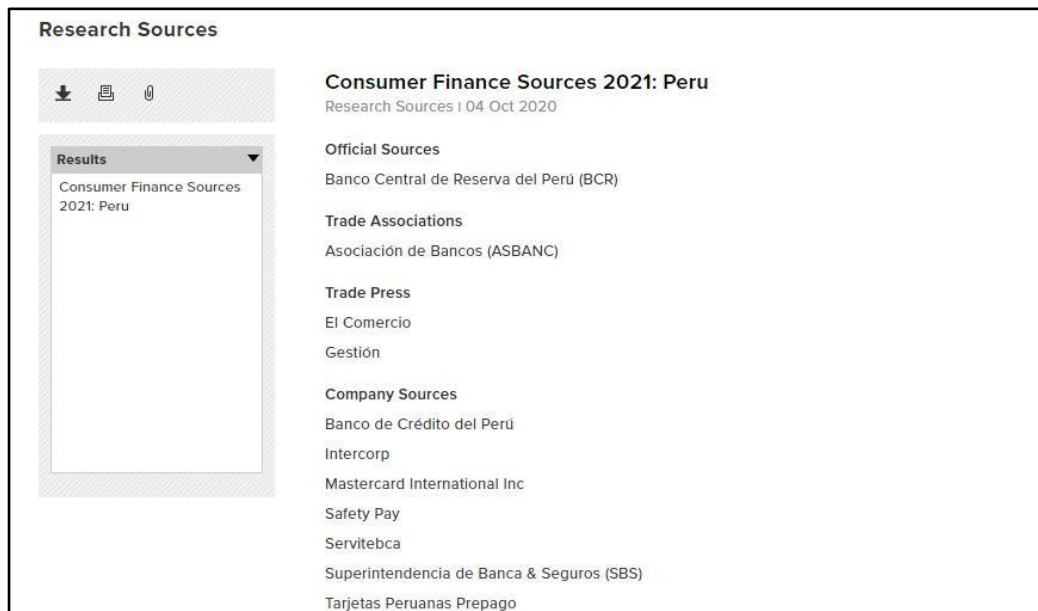 Research Sources
Consumer Finance Sources 2021: Peru
Research Sources | 04 Oct 2020
Results
Consumer Finance Sources
2021: Peru
Official Sources
Banco Central de Reserva del Perú (BCR)
Trade Associations
Asociación de Bancos (ASBANC)
Trade Press
El Comercio
Gestión
Company Sources
Banco de Crédito del Perú
Intercorp
Mastercard International Inc
Safety Pay
Servitebca
Superintendencia de Banca & Seguros (SBS)
Tarjetas Peruanas Prepago